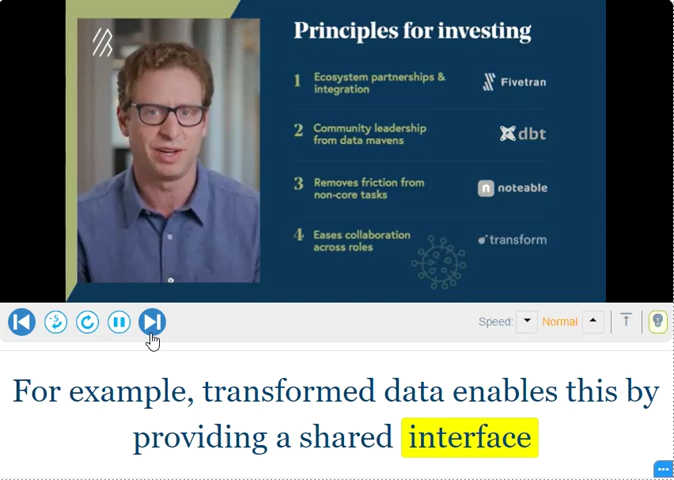 Principles for investing
1 Ecosystem partnerships &
integration
Fivetran
2 Community leadership
from data mavens
dbt
3 Removes friction from
non-core tasks
n noteable
4 Eases collaboration
across roles
transform
-5
Speed: Normal
For example, transformed data enables this by
providing a shared interface